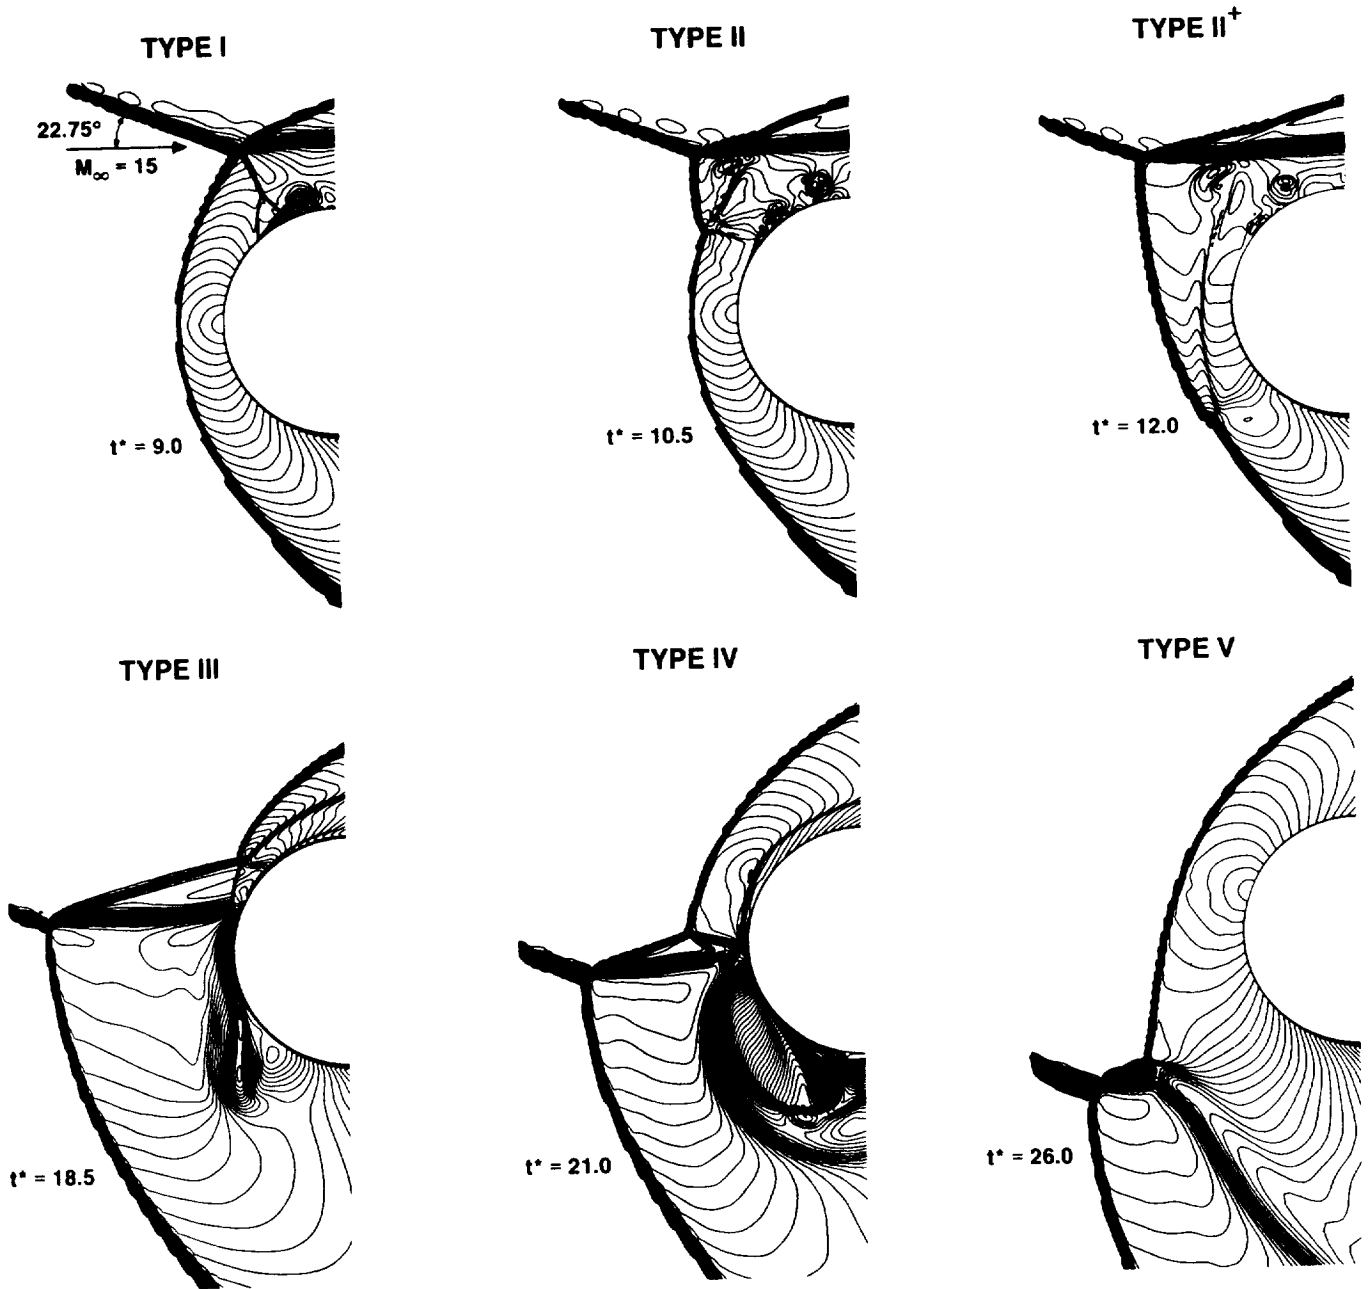 TYPE I
TYPE II
TYPE II⁺
22.75°
M∞ = 15
t* = 9.0
t* = 10.5
t* = 12.0
TYPE III
TYPE IV
TYPE V
t* = 18.5
t* = 21.0
t* = 26.0